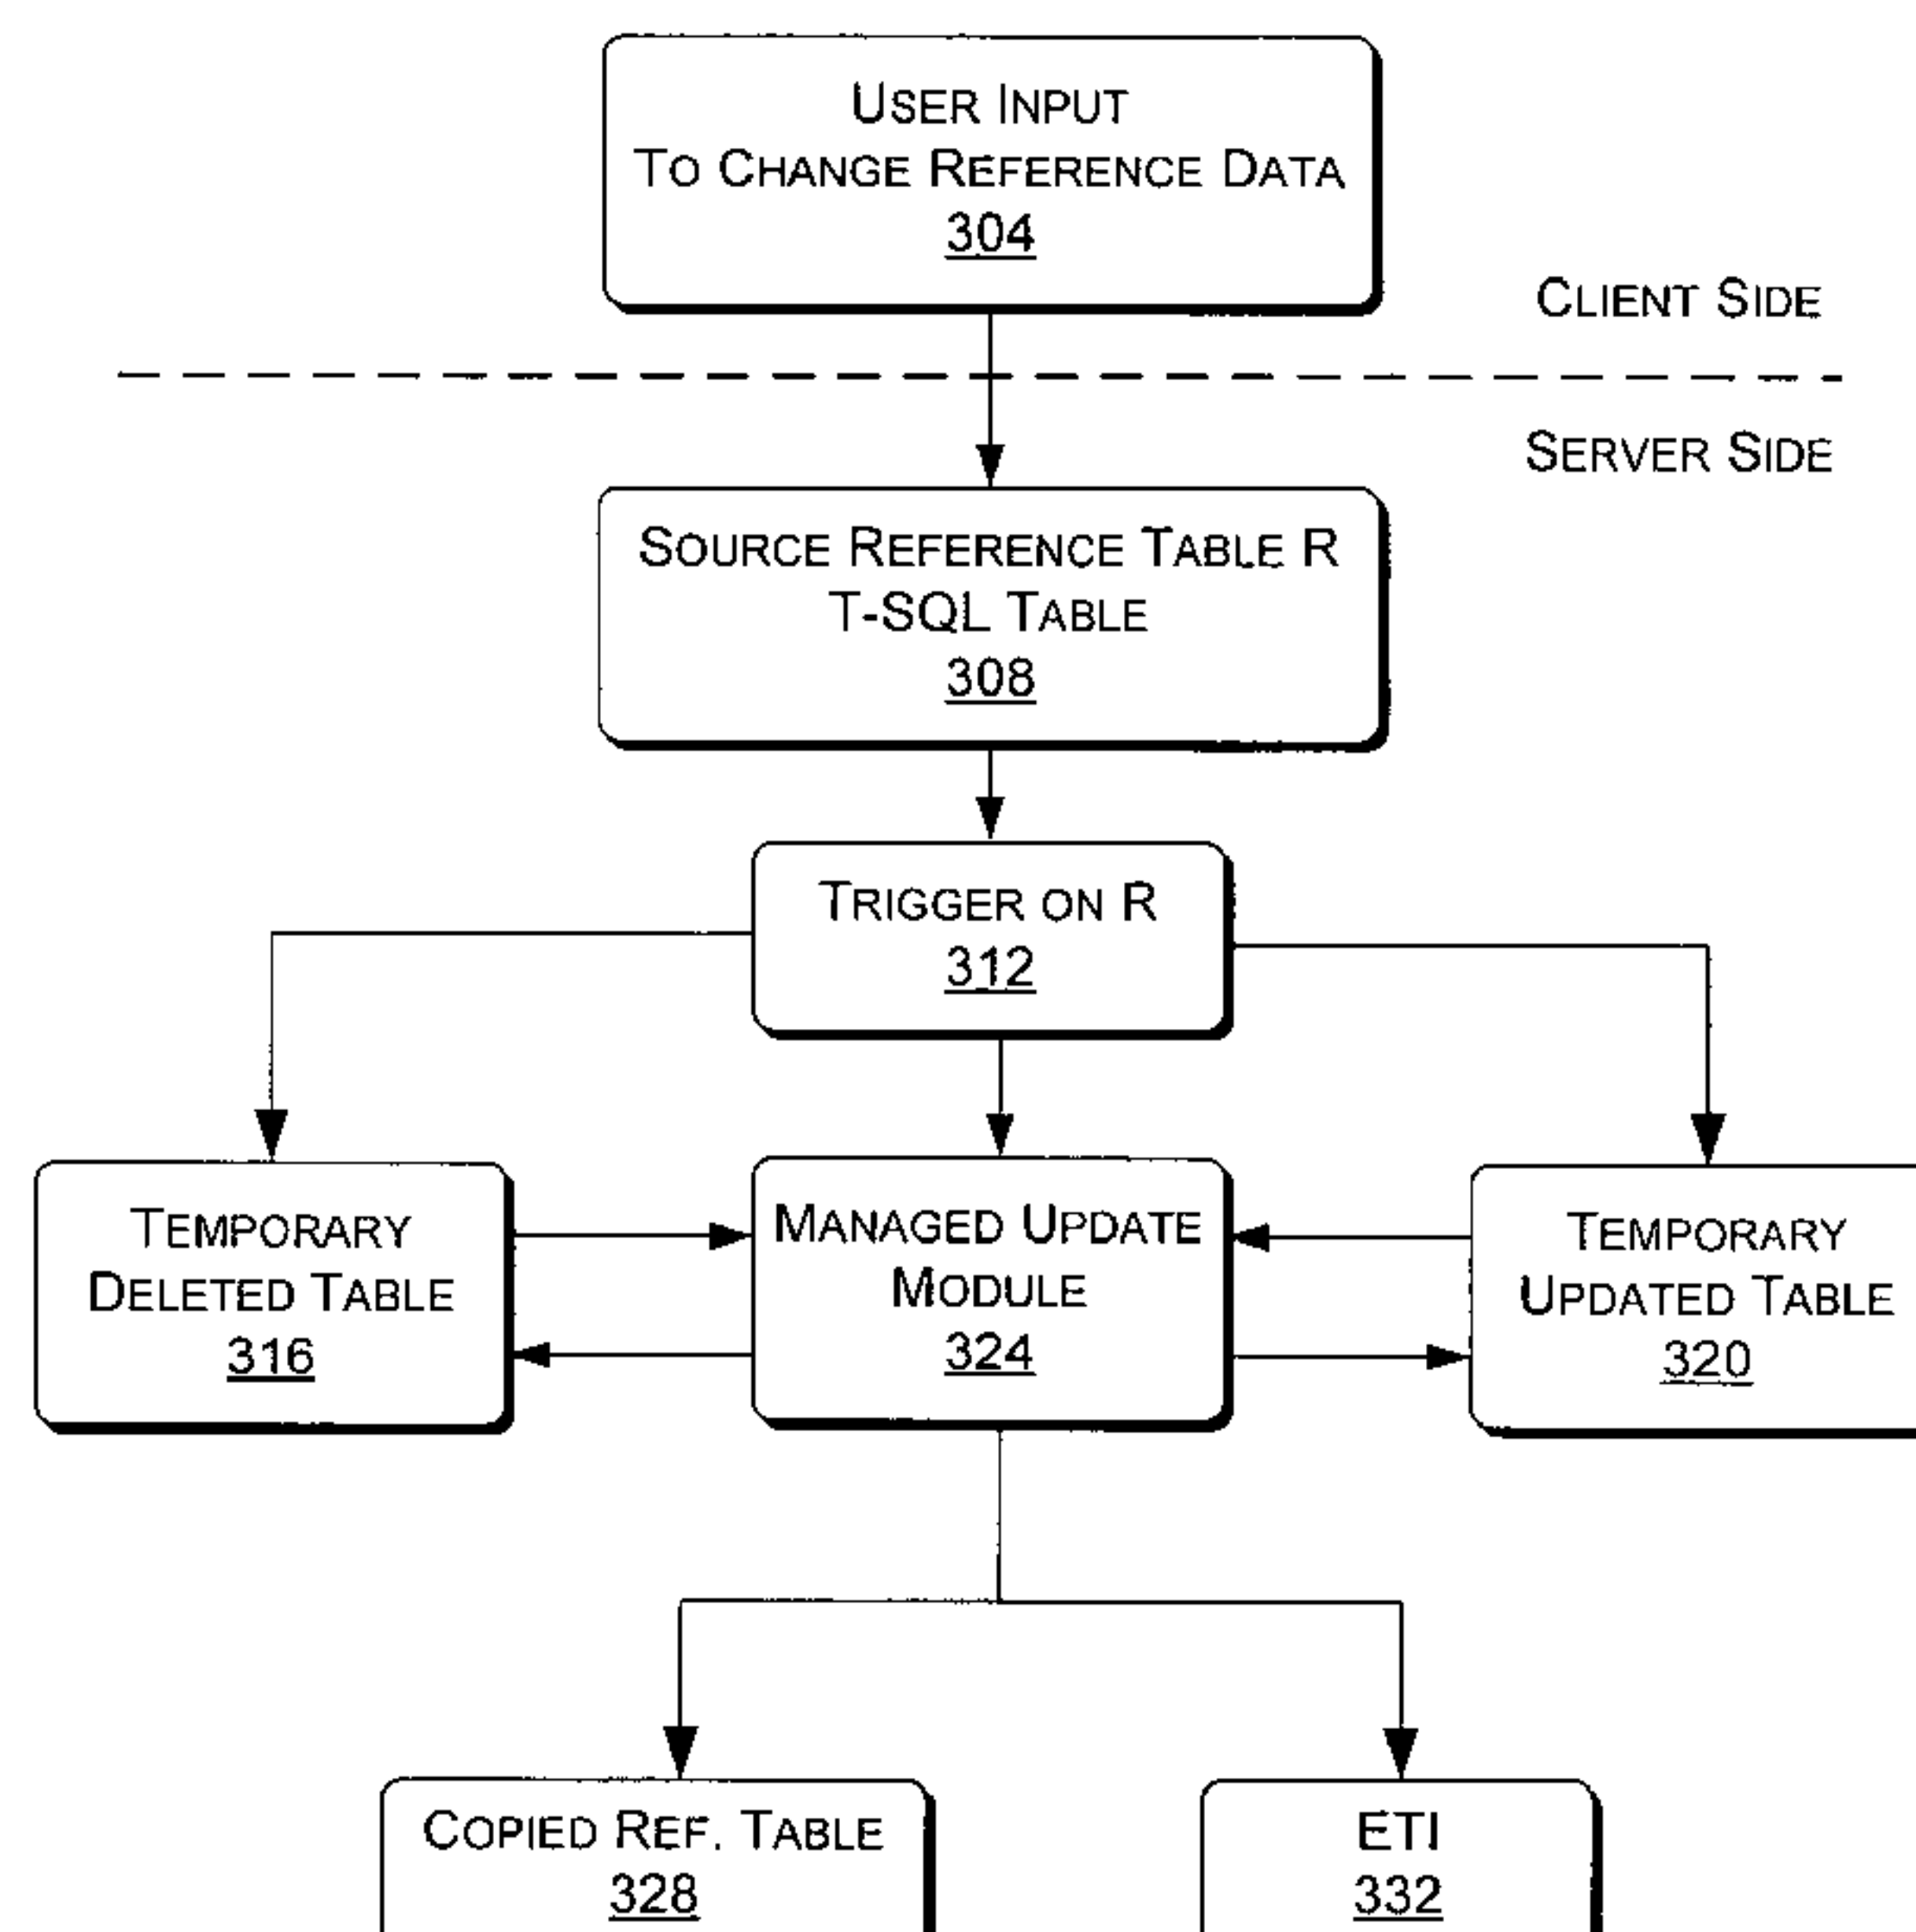 USER INPUT
TO CHANGE REFERENCE DATA
304
CLIENT SIDE
SERVER SIDE
SOURCE REFERENCE TABLE R
T-SQL TABLE
308
TRIGGER ON R
312
TEMPORARY
DELETED TABLE
316
MANAGED UPDATE
MODULE
324
TEMPORARY
UPDATED TABLE
320
COPIED REF. TABLE
328
ETI
332